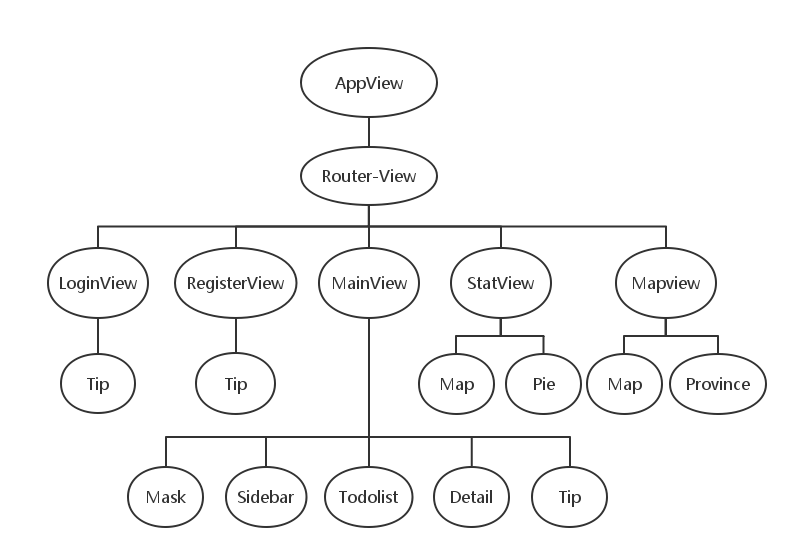 AppView
Router-View
LoginView
RegisterView
MainView
StatView
Mapview
Tip
Tip
Map
Pie
Map
Province
Mask
Sidebar
Todolist
Detail
Tip